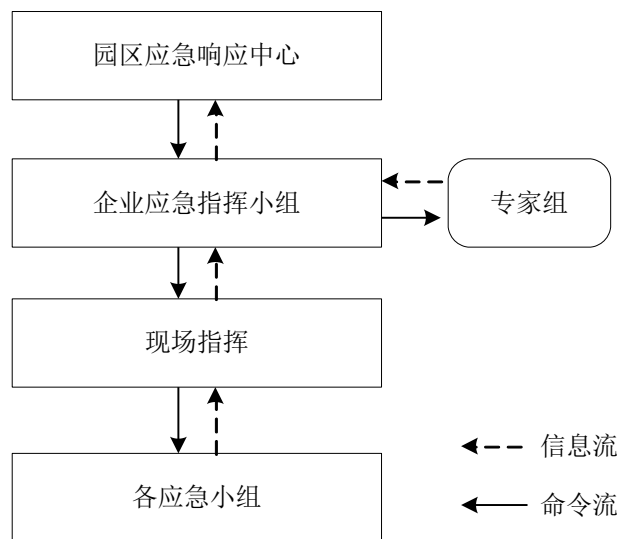 园区应急响应中心
企业应急指挥小组
专家组
现场指挥
各应急小组
信息流
命令流